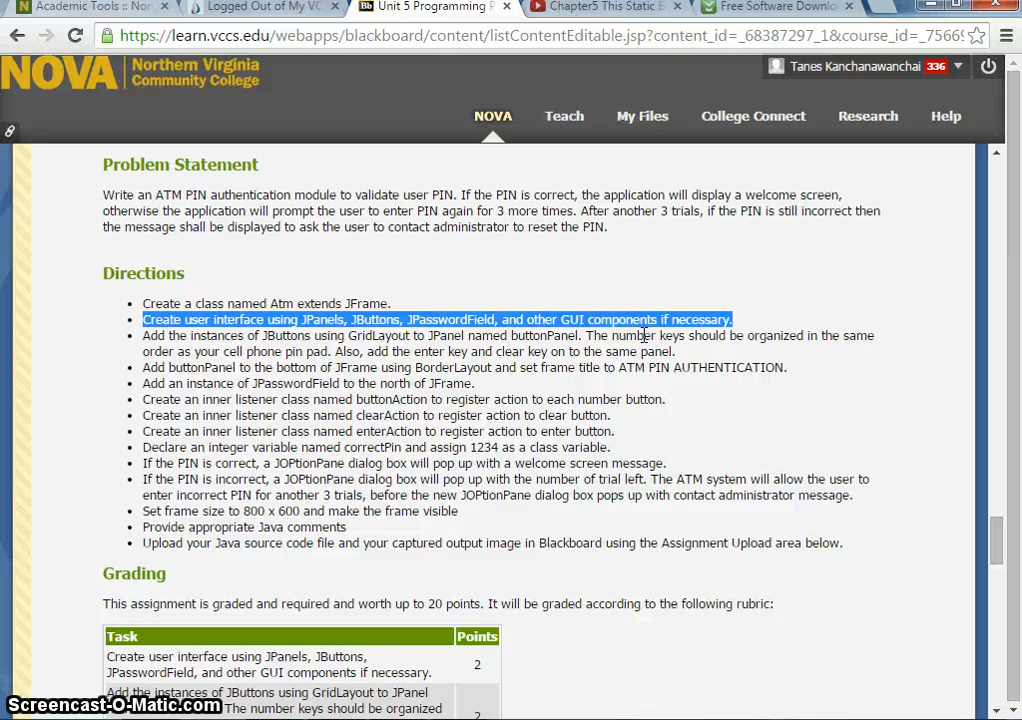 Academic Tools :: Nor
Logged Out of My VC
Unit 5 Programming P
Chapter5 This Static E
Free Software Downlo
https://learn.vccs.edu/webapps/blackboard/content/listContentEditable.jsp?content_id=_68387297_1&course_id=_7566
NOVA Northern Virginia
Community College
Tanes Kanchanawanchai 336
NOVA Teach My Files College Connect Research Help
Problem Statement
Write an ATM PIN authentication module to validate user PIN. If the PIN is correct, the application will display a welcome screen,
otherwise the application will prompt the user to enter PIN again for 3 more times. After another 3 trials, if the PIN is still incorrect then
the message shall be displayed to ask the user to contact administrator to reset the PIN.
Directions
• Create a class named Atm extends JFrame.
• Create user interface using JPanels, JButtons, JPasswordField, and other GUI components if necessary.
• Add the instances of JButtons using GridLayout to JPanel named buttonPanel. The number keys should be organized in the same
order as your cell phone pin pad. Also, add the enter key and clear key on to the same panel.
• Add buttonPanel to the bottom of JFrame using BorderLayout and set frame title to ATM PIN AUTHENTICATION.
• Add an instance of JPasswordField to the north of JFrame.
• Create an inner listener class named buttonAction to register action to each number button.
• Create an inner listener class named clearAction to register action to clear button.
• Create an inner listener class named enterAction to register action to enter button.
• Declare an integer variable named correctPin and assign 1234 as a class variable.
• If the PIN is correct, a JOPtionPane dialog box will pop up with a welcome screen message.
• If the PIN is incorrect, a JOPtionPane dialog box will pop up with the number of trial left. The ATM system will allow the user to
enter incorrect PIN for another 3 trials, before the new JOPtionPane dialog box pops up with contact administrator message.
• Set frame size to 800 x 600 and make the frame visible
• Provide appropriate Java comments
• Upload your Java source code file and your captured output image in Blackboard using the Assignment Upload area below.
Grading
This assignment is graded and required and worth up to 20 points. It will be graded according to the following rubric:
Task Points
Create user interface using JPanels, JButtons,
JPasswordField, and other GUI components if necessary. 2
Add the instances of JButtons using GridLayout to JPanel
The number keys should be organized 2
Screencast-O-Matic.com